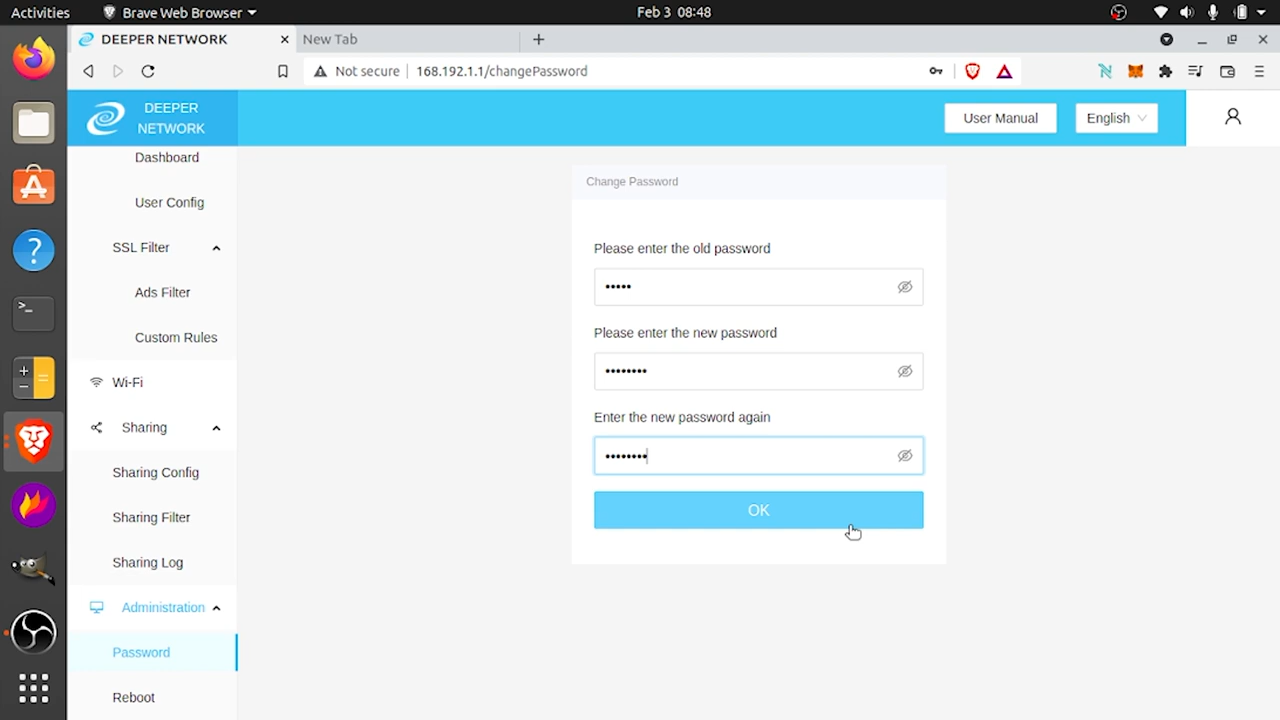 Activities
Brave Web Browser
Feb 3 08:48
DEEPER NETWORK
New Tab
Not secure
168.192.1.1/changePassword
DEEPER
NETWORK
User Manual
English
Dashboard
User Config
SSL Filter
Ads Filter
Custom Rules
Wi-Fi
Sharing
Sharing Config
Sharing Filter
Sharing Log
Administration
Password
Reboot
Change Password
Please enter the old password
•••••
Please enter the new password
••••••••
Enter the new password again
••••••••
OK